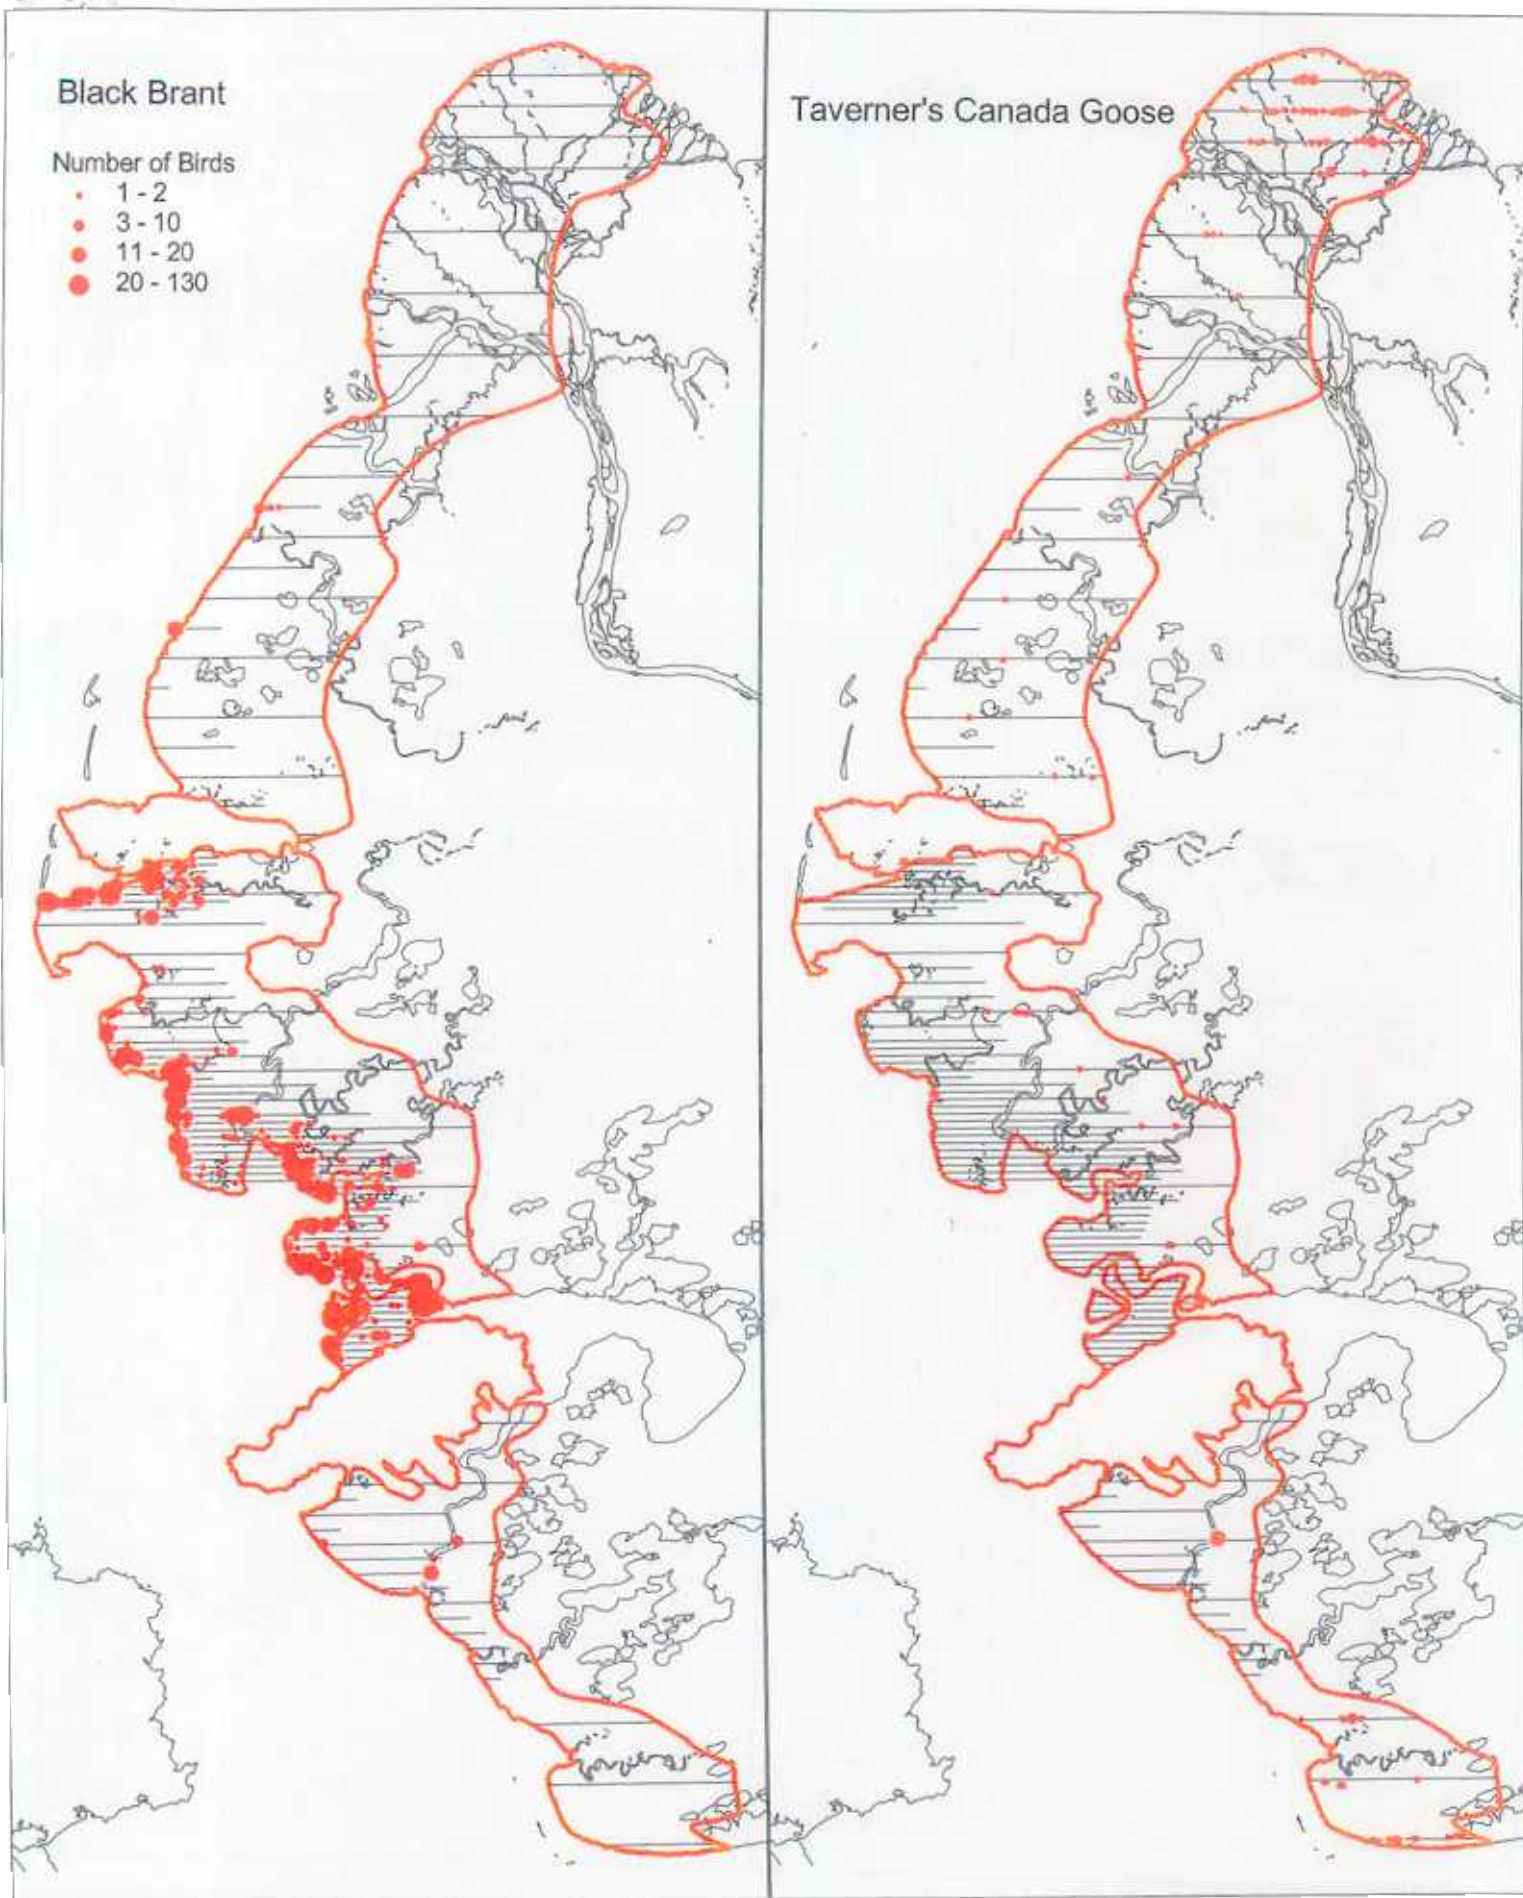 Black Brant
Number of Birds
1 - 2
3 - 10
11 - 20
20 - 130
Taverner's Canada Goose